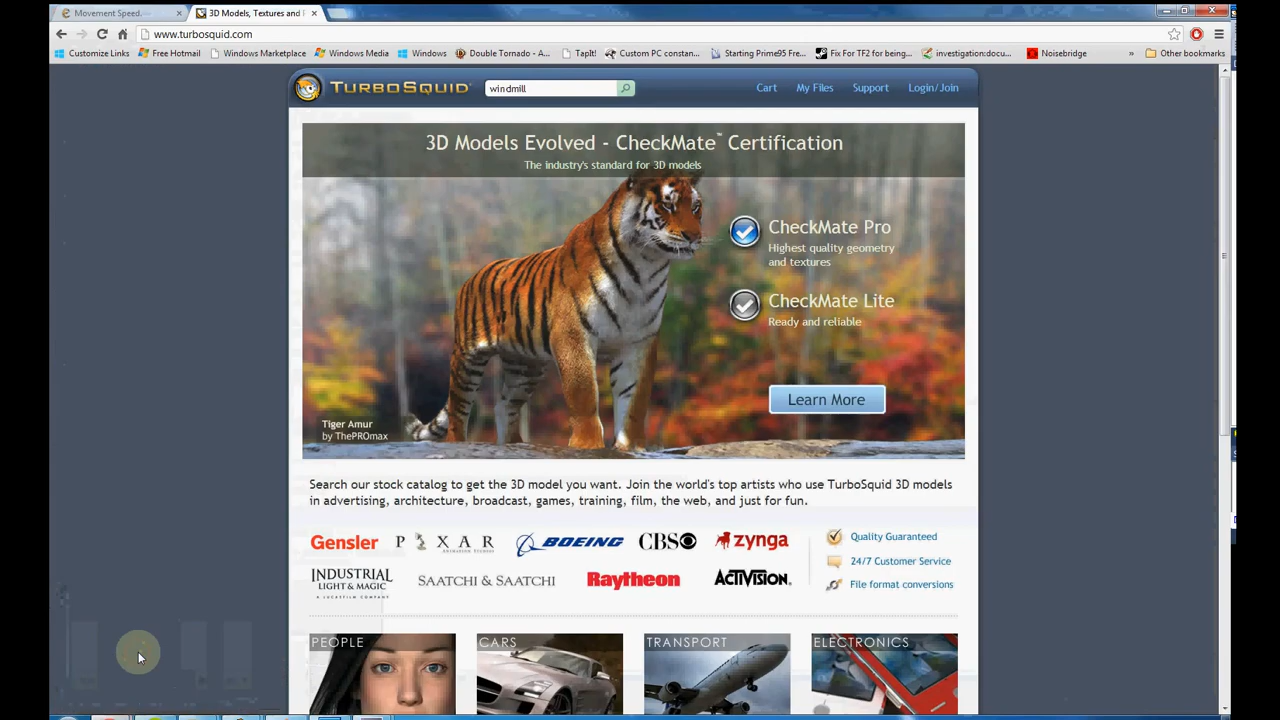 Movement Speed.
3D Models, Textures and
www.turbosquid.com
Customize Links
Free Hotmail
Windows Marketplace
Windows Media
Windows
Double Tornado - A...
TapIt!
Custom PC constan...
Starting Prime95 Fre...
Fix For TF2 for being...
investigation:docu...
Noisebridge
»
Other bookmarks
TURBOSQUID
windmill
Cart
My Files
Support
Login/Join
3D Models Evolved - CheckMate™ Certification
The industry's standard for 3D models
CheckMate Pro
Highest quality geometry
and textures
CheckMate Lite
Ready and reliable
Learn More
Tiger Amur
by ThePROmax
Search our stock catalog to get the 3D model you want. Join the world's top artists who use TurboSquid 3D models
in advertising, architecture, broadcast, games, training, film, the web, and just for fun.
Gensler
PIXAR
ANIMATION STUDIOS
BOEING
CBS
zynga
Quality Guaranteed
24/7 Customer Service
File format conversions
INDUSTRIAL
LIGHT & MAGIC
A LUCASFILM COMPANY
SAATCHI & SAATCHI
Raytheon
ACTIVISION.
PEOPLE
CARS
TRANSPORT
ELECTRONICS